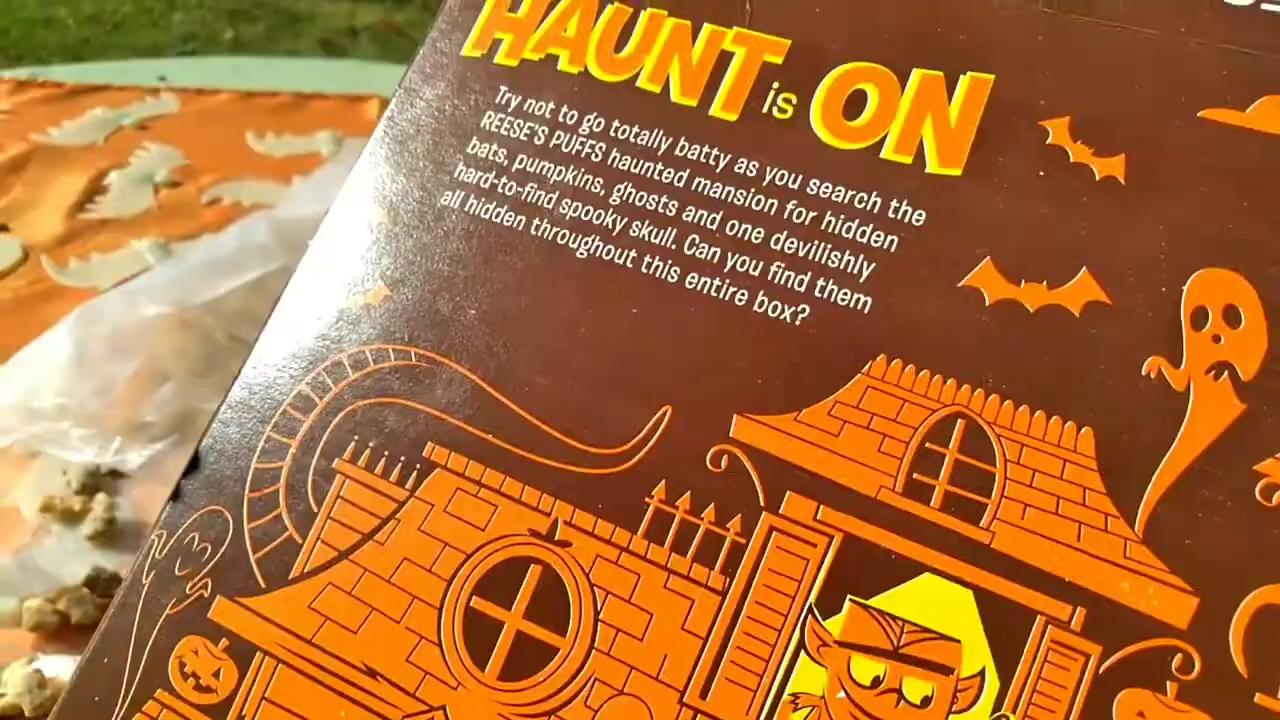 HAUNT is ON
Try not to go totally batty as you search the
REESE'S PUFFS haunted mansion for hidden
bats, pumpkins, ghosts and one devilishly
hard-to-find spooky skull. Can you find them
all hidden throughout this entire box?